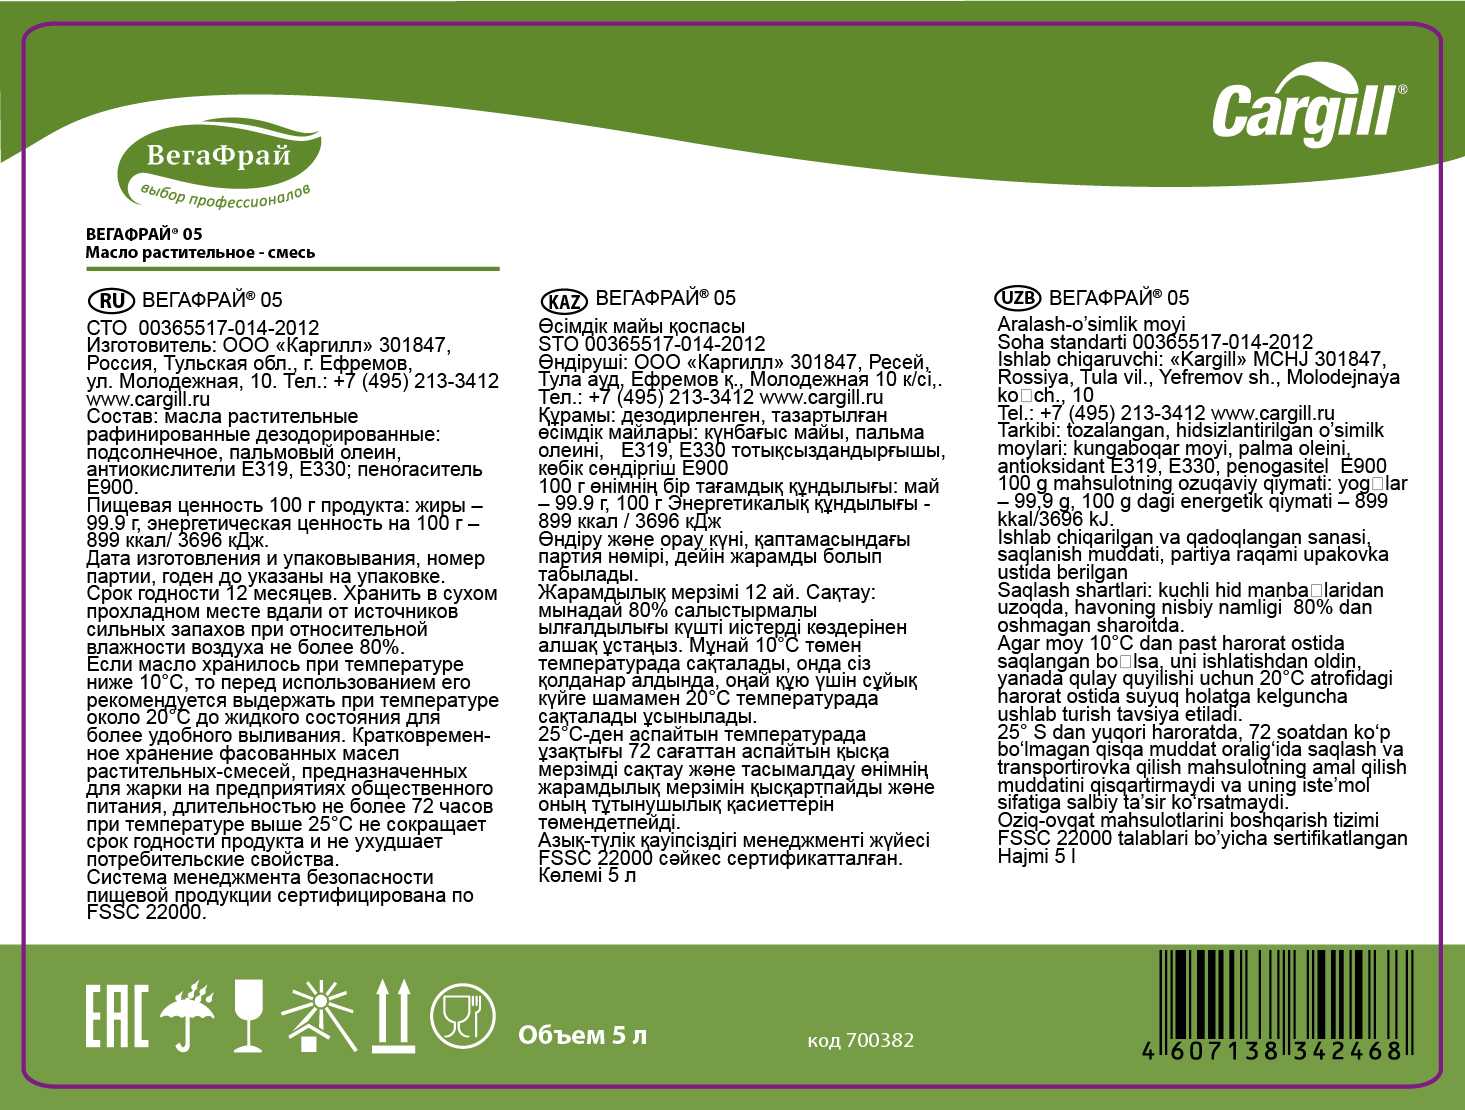 Cargill®
ВегаФрай
выбор профессионалов
ВЕГАФРАЙ® 05
Масло растительное - смесь
RU ВЕГАФРАЙ® 05
СТО 00365517-014-2012
Изготовитель: ООО «Каргилл» 301847,
Россия, Тульская обл., г. Ефремов,
ул. Молодежная, 10. Тел.: +7 (495) 213-3412
www.cargill.ru
Состав: масла растительные
рафинированные дезодорированные:
подсолнечное, пальмовый олеин,
антиокислители Е319, Е330; пеногаситель
Е900.
Пищевая ценность 100 г продукта: жиры –
99.9 г, энергетическая ценность на 100 г –
899 ккал/ 3696 кДж.
Дата изготовления и упаковывания, номер
партии, годен до указаны на упаковке.
Срок годности 12 месяцев. Хранить в сухом
прохладном месте вдали от источников
сильных запахов при относительной
влажности воздуха не более 80%.
Если масло хранилось при температуре
ниже 10°С, то перед использованием его
рекомендуется выдержать при температуре
около 20°С до жидкого состояния для
более удобного выливания. Кратковремен-
ное хранение фасованных масел
растительных-смесей, предназначенных
для жарки на предприятиях общественного
питания, длительностью не более 72 часов
при температуре выше 25°С не сокращает
срок годности продукта и не ухудшает
потребительские свойства.
Система менеджмента безопасности
пищевой продукции сертифицирована по
FSSC 22000.
KAZ ВЕГАФРАЙ® 05
Өсімдік майы қоспасы
STO 00365517-014-2012
Өндіруші: ООО «Каргилл» 301847, Ресей,
Тула ауд, Ефремов қ., Молодежная 10 к/сі,.
Тел.: +7 (495) 213-3412 www.cargill.ru
Құрамы: дезодирленген, тазартылған
өсімдік майлары: күнбағыс майы, пальма
олеині, Е319, Е330 тотықсыздандырғышы,
көбік сөндіргіш Е900
100 г өнімнің бір тағамдық құндылығы: май
– 99.9 г, 100 г Энергетикалық құндылығы -
899 ккал / 3696 кДж
Өндіру және орау күні, қаптамасындағы
партия нөмірі, дейін жарамды болып
табылады.
Жарамдылық мерзімі 12 ай. Сақтау:
мынадай 80% салыстырмалы
ылғалдылығы күшті иістерді көздерінен
алшақ ұстаңыз. Мұнай 10°С төмен
температурада сақталады, онда сіз
қолданар алдында, оңай құю үшін сұйық
күйге шамамен 20°С температурада
сақталады ұсынылады.
25°С-ден аспайтын температурада
ұзақтығы 72 сағаттан аспайтын қысқа
мерзімді сақтау және тасымалдау өнімнің
жарамдылық мерзімін қысқартпайды және
оның тұтынушылық қасиеттерін
төмендетпейді.
Азық-түлік қауіпсіздігі менеджменті жүйесі
FSSC 22000 сәйкес сертификатталған.
Көлемі 5 л
UZB ВЕГАФРАЙ® 05
Aralash-o’simlik moyi
Soha standarti 00365517-014-2012
Ishlab chiqaruvchi: «Kargill» MCHJ 301847,
Rossiya, Tula vil., Yefremov sh., Molodejnaya
ko□ch., 10
Tel.: +7 (495) 213-3412 www.cargill.ru
Tarkibi: tozalangan, hidsizlantirilgan o’similk
moylari: kungaboqar moyi, palma oleini,
antioksidant E319, E330, penogasitel E900
100 g mahsulotning ozuqaviy qiymati: yog□lar
– 99,9 g, 100 g dagi energetik qiymati – 899
kkal/3696 kJ.
Ishlab chiqarilgan va qadoqlangan sanasi,
saqlanish muddati, partiya raqami upakovka
ustida berilgan
Saqlash shartlari: kuchli hid manba□laridan
uzoqda, havoning nisbiy namligi 80% dan
oshmagan sharoitda.
Agar moy 10°C dan past harorat ostida
saqlangan bo□lsa, uni ishlatishdan oldin,
yanada qulay quyilishi uchun 20°C atrofidagi
harorat ostida suyuq holatga kelguncha
ushlab turish tavsiya etiladi.
25° S dan yuqori haroratda, 72 soatdan ko‘p
bo‘lmagan qisqa muddat oralig‘ida saqlash va
transportirovka qilish mahsulotning amal qilish
muddatini qisqartirmaydi va uning iste’mol
sifatiga salbiy ta’sir ko‘rsatmaydi.
Oziq-ovqat mahsulotlarini boshqarish tizimi
FSSC 22000 talablari bo’yicha sertifikatlangan
Hajmi 5 l
EAC
Объем 5 л
код 700382
4 607138 342468